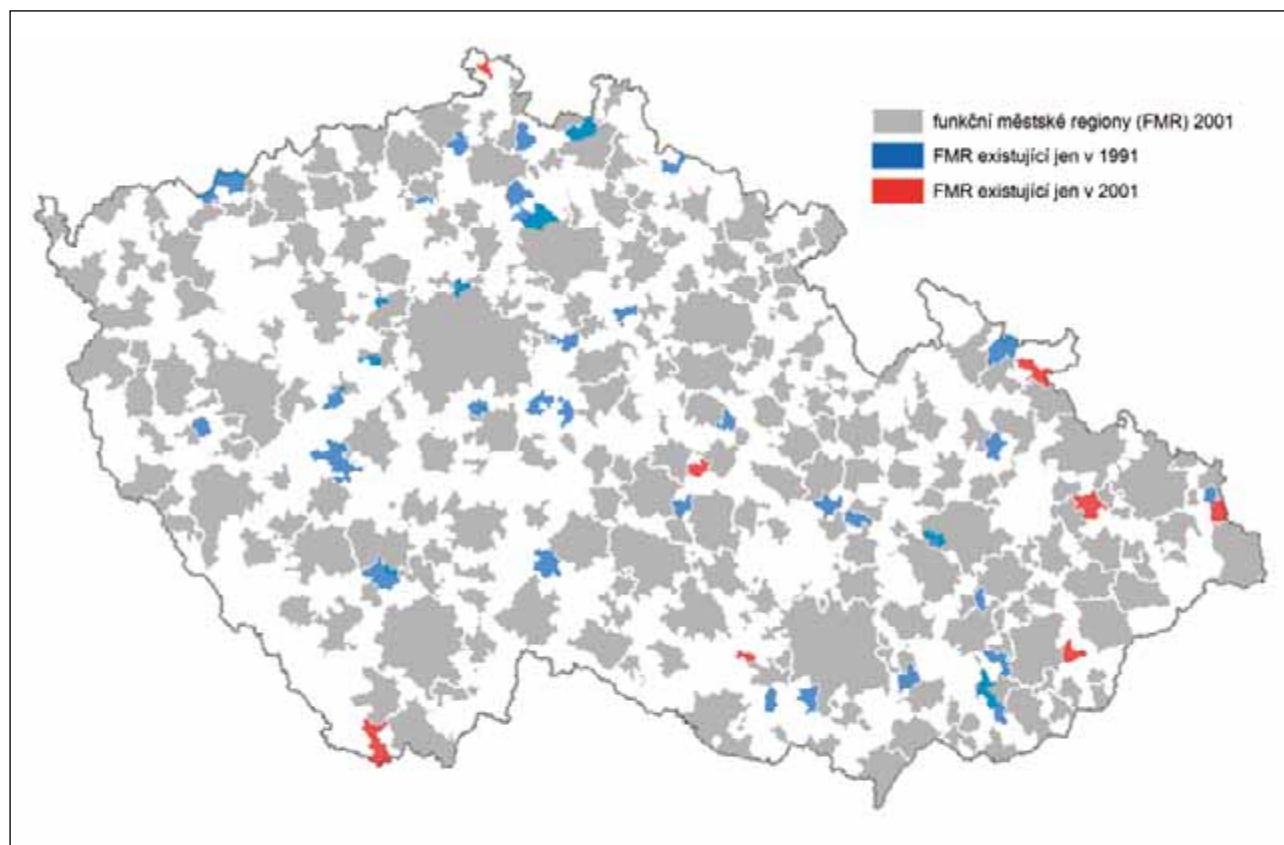 funkční městské regiony (FMR) 2001
FMR existující jen v 1991
FMR existující jen v 2001